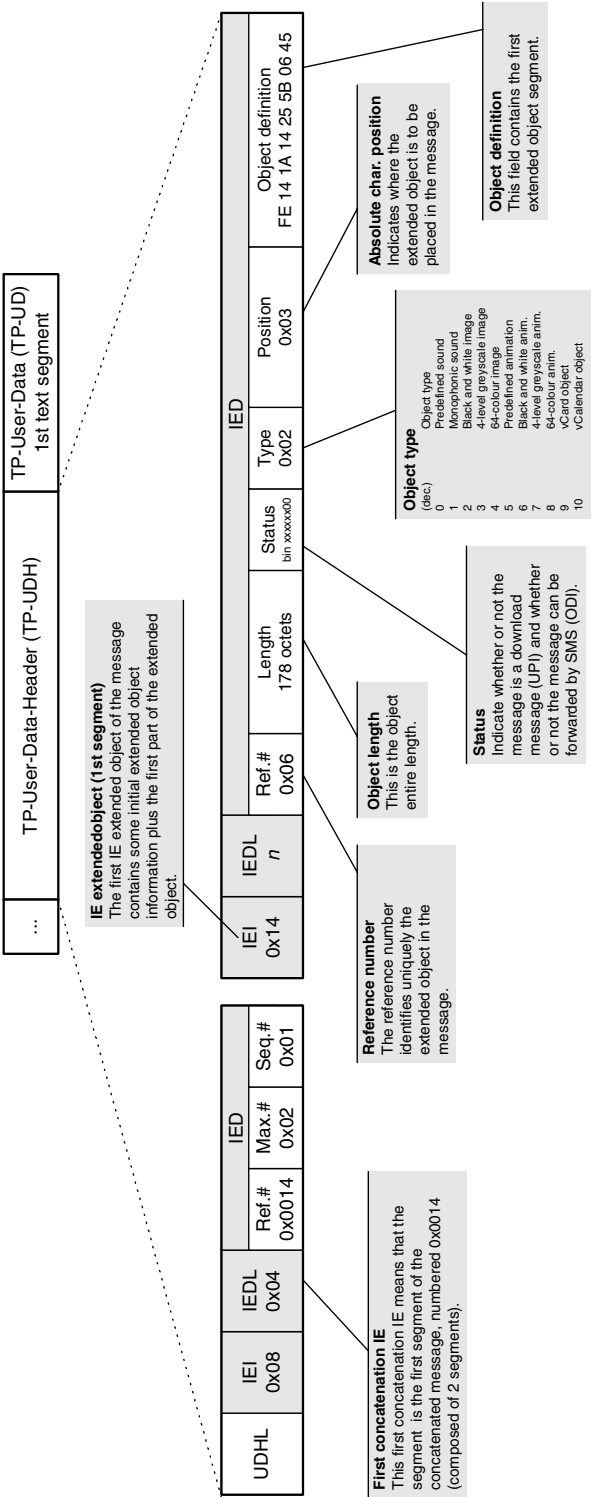 ...
TP-User-Data-Header (TP-UDH)
TP-User-Data (TP-UD)
1st text segment
IE extendedobject (1st segment)
The first IE extended object of the message
contains some initial extended object
information plus the first part of the extended
object.
UDHL
IEI
0x08
IEDL
0x04
IED
Ref.#
0x0014
Max.#
0x02
Seq.#
0x01
IEI
0x14
IEDL
n
IED
Ref.#
0x06
Length
178 octets
Status
bin xxxxxx00
Type
0x02
Position
0x03
Object definition
FE 14 1A 14 25 5B 06 45
First concatenation IE
This first concatenation IE means that the
segment is the first segment of the
concatenated message, numbered 0x0014
(composed of 2 segments).
Reference number
The reference number
identifies uniquely the
extended object in the
message.
Object length
This is the object
entire length.
Status
Indicate whether or not the
message is a download
message (UPI) and whether
or not the message can be
forwarded by SMS (ODI).
Object type
(dec.) Object type
0 Predefined sound
1 Monophonic sound
2 Black and white image
3 4-level greyscale image
4 64-colour image
5 Predefined animation
6 Black and white anim.
7 4-level greyscale anim.
8 64-colour anim.
9 vCard object
10 vCalendar object
Absolute char. position
Indicates where the
extended object is to be
placed in the message.
Object definition
This field contains the first
extended object segment.